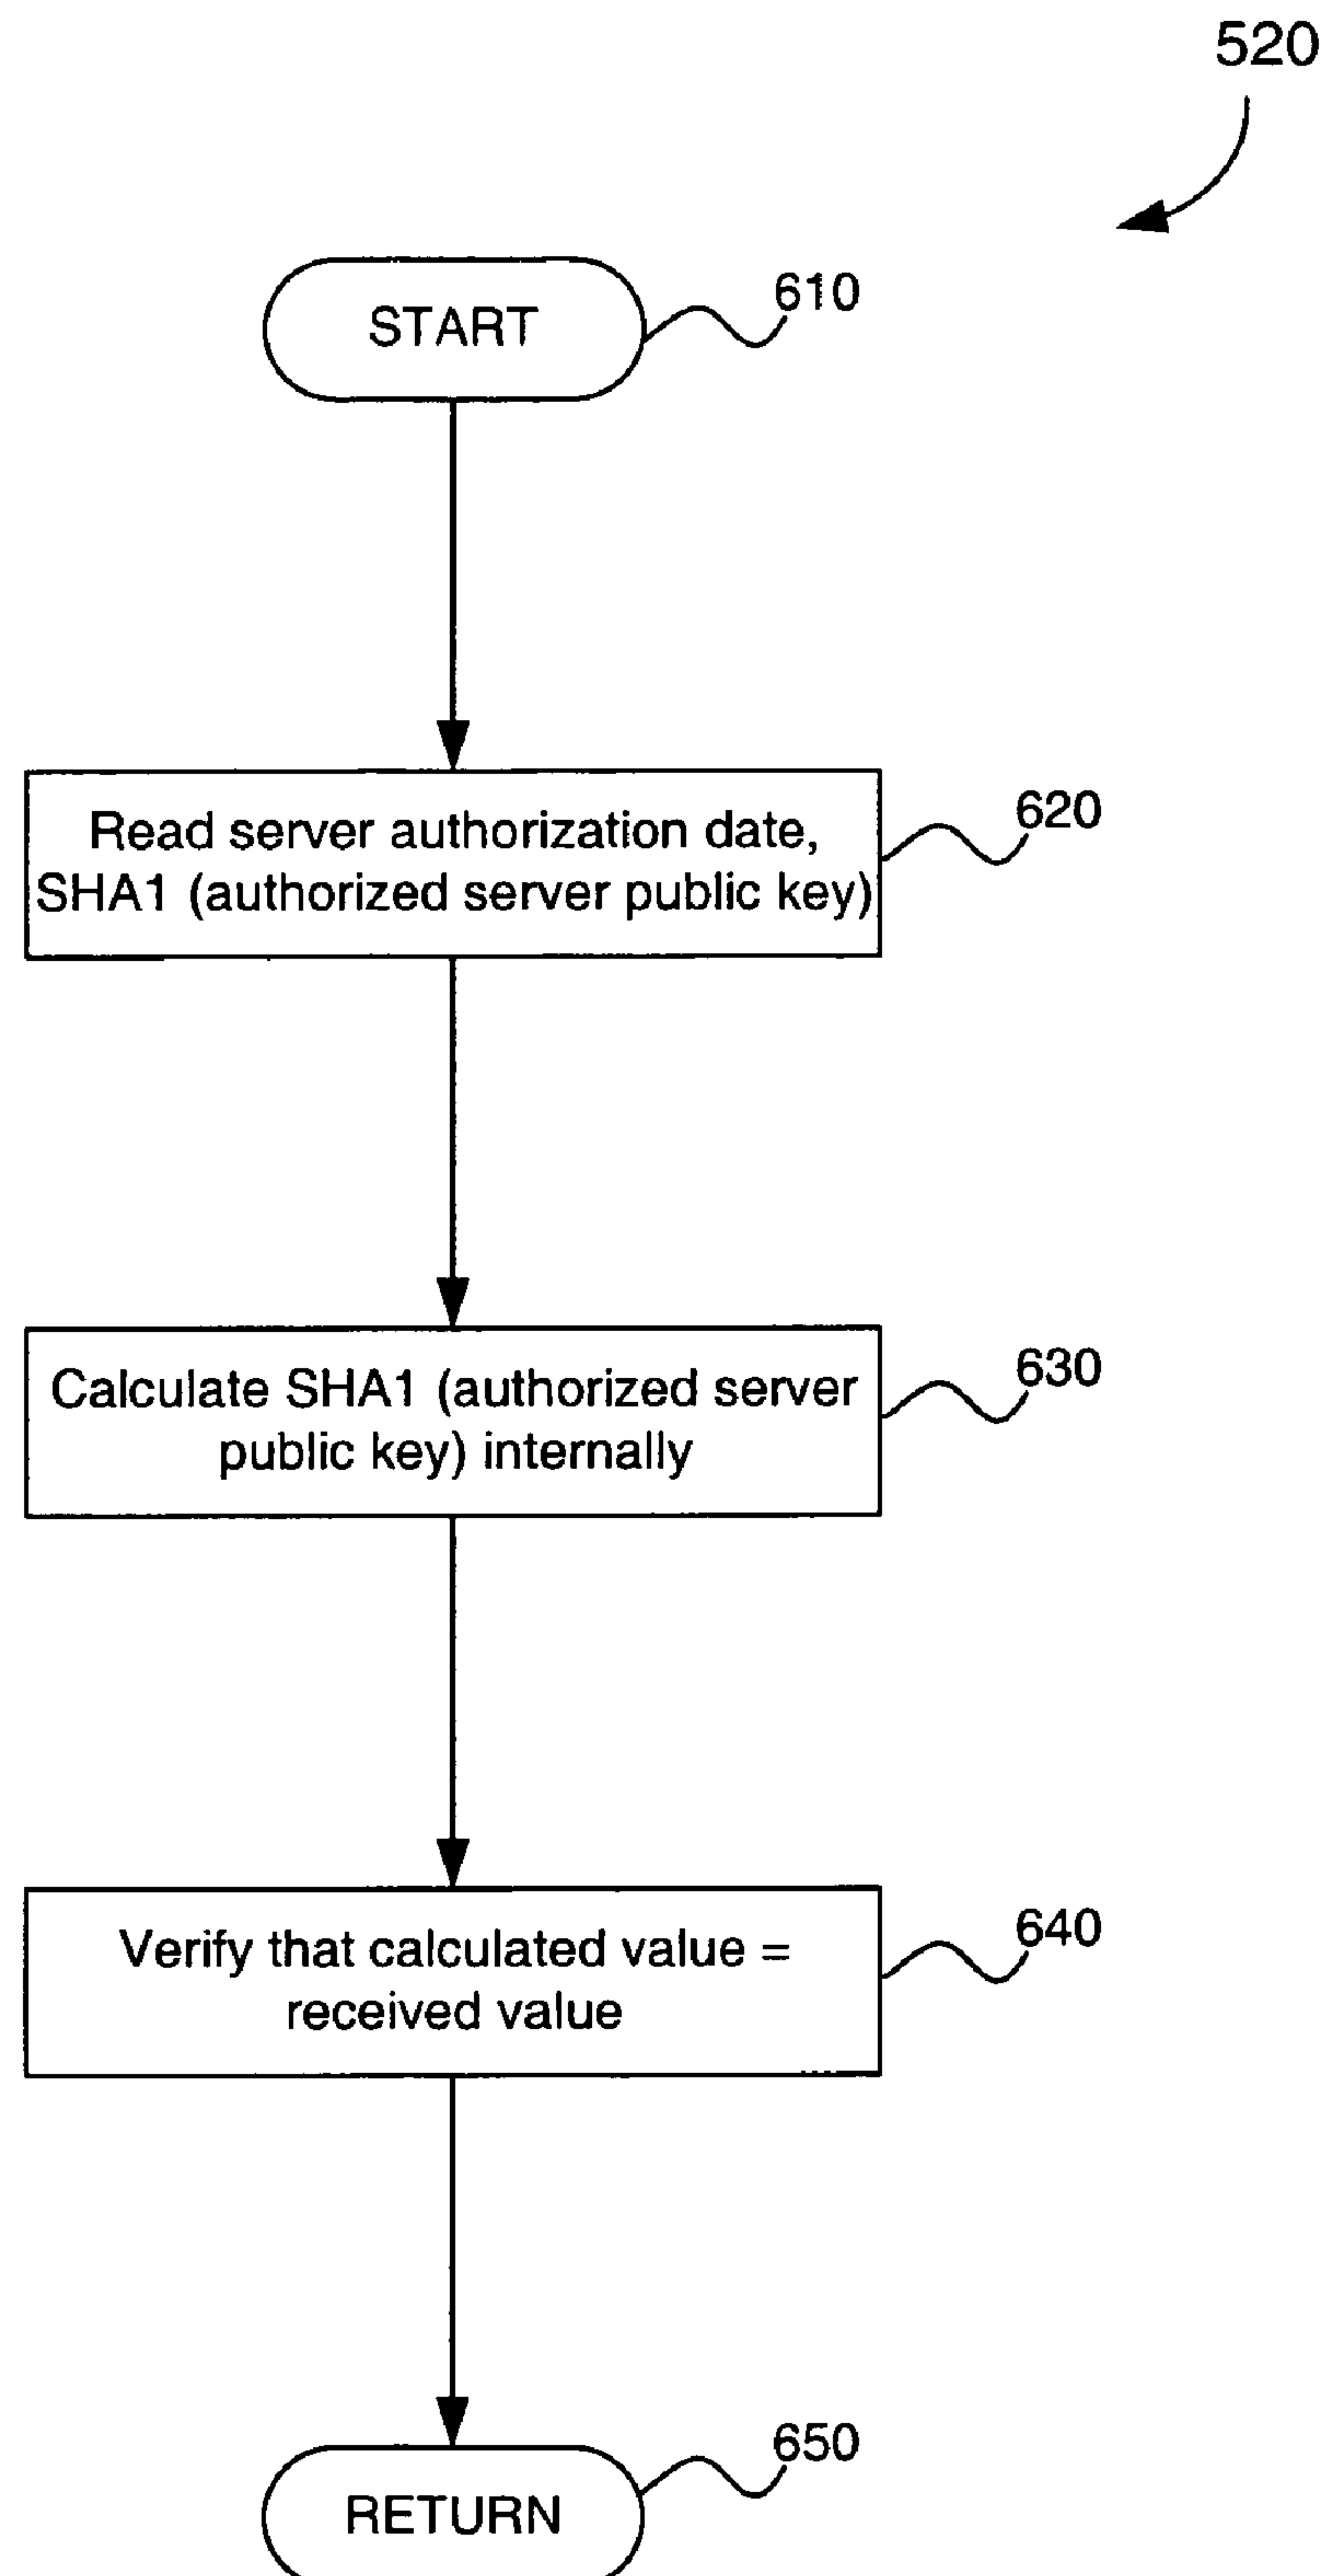 520
START
610
Read server authorization date,
SHA1 (authorized server public key)
620
Calculate SHA1 (authorized server
public key) internally
630
Verify that calculated value =
received value
640
RETURN
650